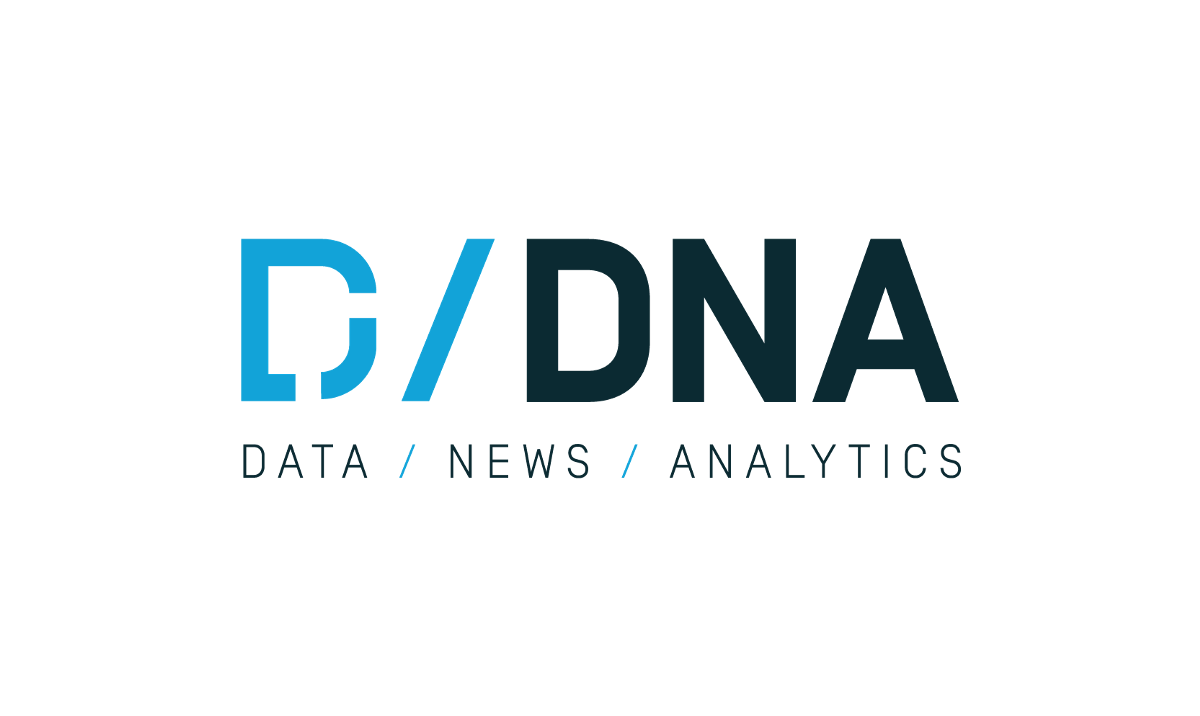 D/DNA
DATA / NEWS / ANALYTICS